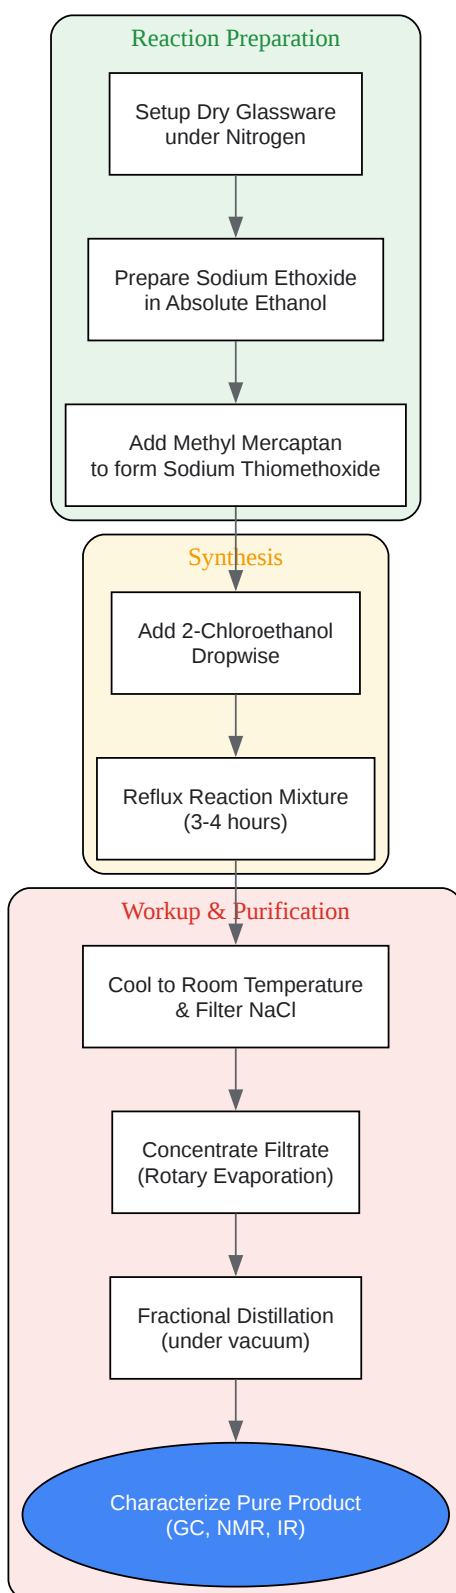 Reaction Preparation
Setup Dry Glassware
under Nitrogen
Prepare Sodium Ethoxide
in Absolute Ethanol
Add Methyl Mercaptan
to form Sodium Thiomethoxide
Synthesis
Add 2-Chloroethanol
Dropwise
Reflux Reaction Mixture
(3-4 hours)
Workup & Purification
Cool to Room Temperature
& Filter NaCl
Concentrate Filtrate
(Rotary Evaporation)
Fractional Distillation
(under vacuum)
Characterize Pure Product
(GC, NMR, IR)